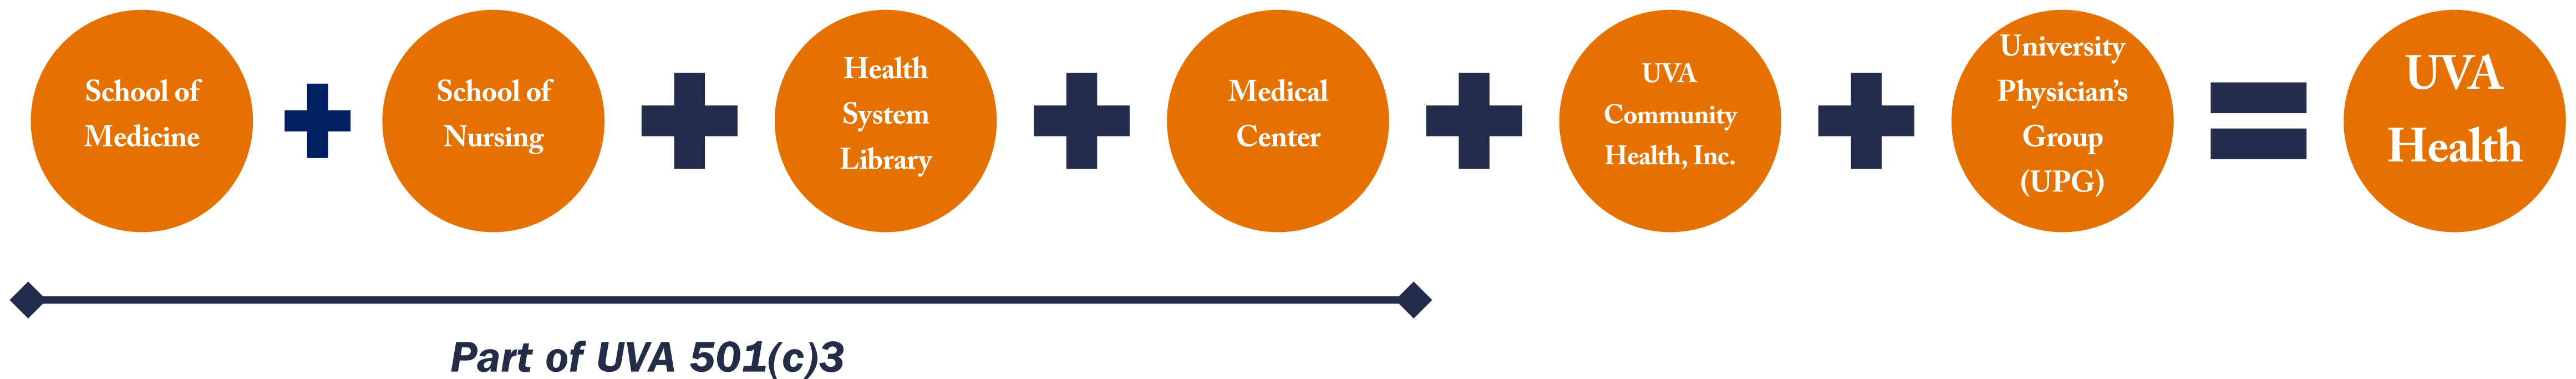 School of
Medicine
School of
Nursing
Health
System
Library
Medical
Center
UVA
Community
Health, Inc.
University
Physician's
Group
(UPG)
UVA
Health
Part of UVA 501(c)3